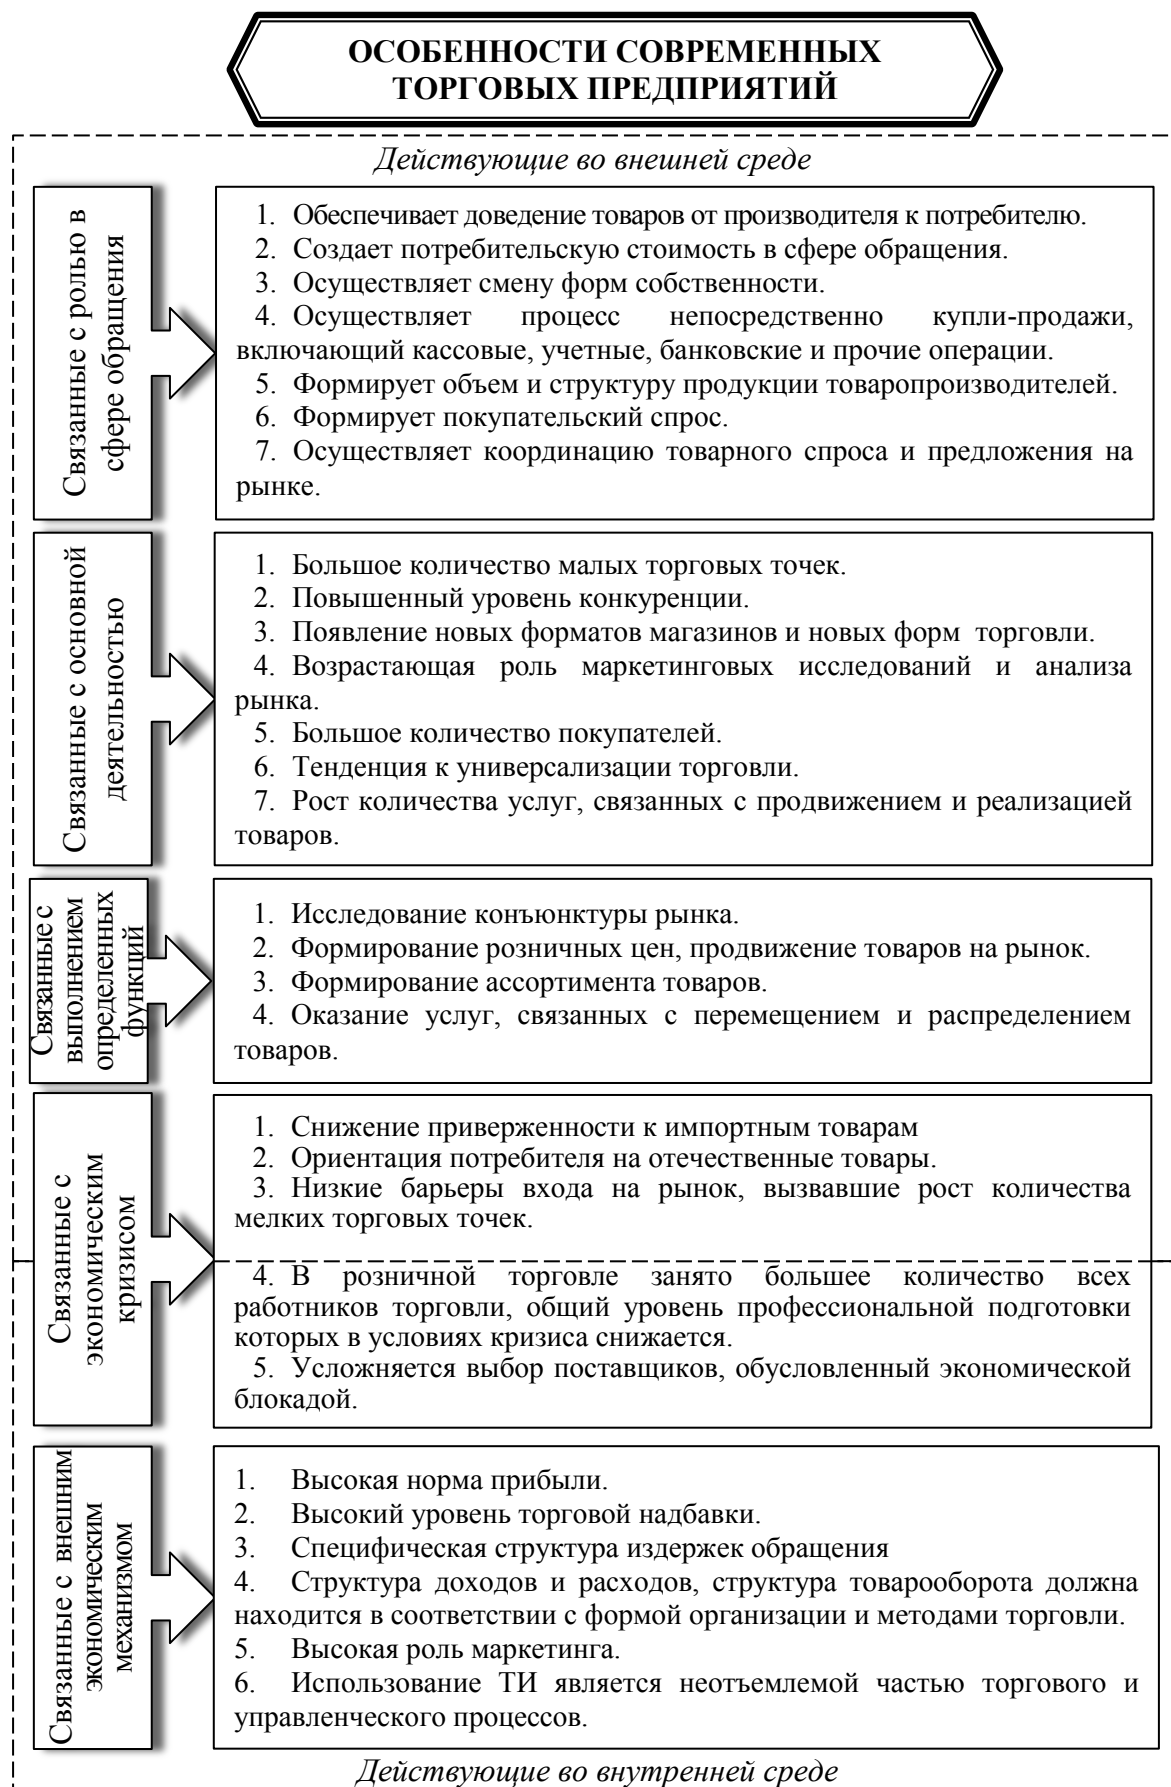 ОСОБЕННОСТИ СОВРЕМЕННЫХ
ТОРГОВЫХ ПРЕДПРИЯТИЙ
Действующие во внешней среде
Связанные с ролью в
сфере обращения
1. Обеспечивает доведение товаров от производителя к потребителю.
2. Создает потребительскую стоимость в сфере обращения.
3. Осуществляет смену форм собственности.
4. Осуществляет процесс непосредственно купли-продажи,
включающий кассовые, учетные, банковские и прочие операции.
5. Формирует объем и структуру продукции товаропроизводителей.
6. Формирует покупательский спрос.
7. Осуществляет координацию товарного спроса и предложения на
рынке.
Связанные с основной
деятельностью
1. Большое количество малых торговых точек.
2. Повышенный уровень конкуренции.
3. Появление новых форматов магазинов и новых форм торговли.
4. Возрастающая роль маркетинговых исследований и анализа
рынка.
5. Большое количество покупателей.
6. Тенденция к универсализации торговли.
7. Рост количества услуг, связанных с продвижением и реализацией
товаров.
Связанные с
выполнением
определенных
функций
1. Исследование конъюнктуры рынка.
2. Формирование розничных цен, продвижение товаров на рынок.
3. Формирование ассортимента товаров.
4. Оказание услуг, связанных с перемещением и распределением
товаров.
Связанные с
экономическим
кризисом
1. Снижение приверженности к импортным товарам
2. Ориентация потребителя на отечественные товары.
3. Низкие барьеры входа на рынок, вызвавшие рост количества
мелких торговых точек.
4. В розничной торговле занято большее количество всех
работников торговли, общий уровень профессиональной подготовки
которых в условиях кризиса снижается.
5. Усложняется выбор поставщиков, обусловленный экономической
блокадой.
Связанные с внешним
экономическим
механизмом
1. Высокая норма прибыли.
2. Высокий уровень торговой надбавки.
3. Специфическая структура издержек обращения
4. Структура доходов и расходов, структура товарооборота должна
находится в соответствии с формой организации и методами торговли.
5. Высокая роль маркетинга.
6. Использование ТИ является неотъемлемой частью торгового и
управленческого процессов.
Действующие во внутренней среде